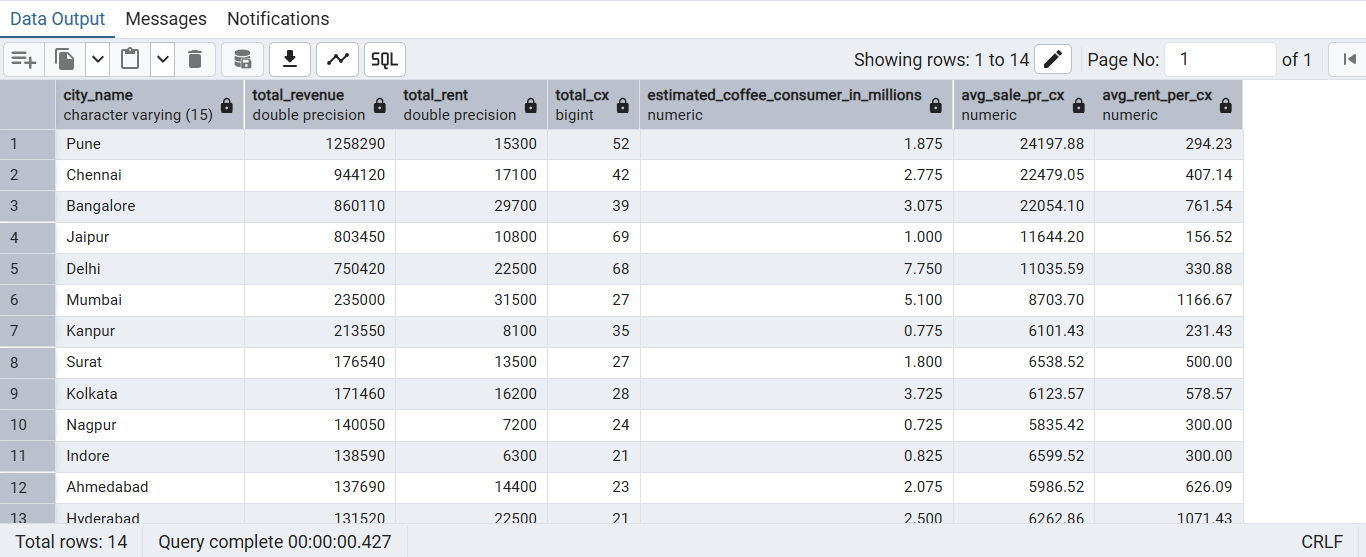 Data Output Messages Notifications
SQL Showing rows: 1 to 14 Page No: 1 of 1
city_name total_revenue total_rent total_cx estimated_coffee_consumer_in_millions avg_sale_pr_cx avg_rent_per_cx
character varying (15) double precision double precision bigint numeric numeric numeric
1 Pune 1258290 15300 52 1.875 24197.88 294.23
2 Chennai 944120 17100 42 2.775 22479.05 407.14
3 Bangalore 860110 29700 39 3.075 22054.10 761.54
4 Jaipur 803450 10800 69 1.000 11644.20 156.52
5 Delhi 750420 22500 68 7.750 11035.59 330.88
6 Mumbai 235000 31500 27 5.100 8703.70 1166.67
7 Kanpur 213550 8100 35 0.775 6101.43 231.43
8 Surat 176540 13500 27 1.800 6538.52 500.00
9 Kolkata 171460 16200 28 3.725 6123.57 578.57
10 Nagpur 140050 7200 24 0.725 5835.42 300.00
11 Indore 138590 6300 21 0.825 6599.52 300.00
12 Ahmedabad 137690 14400 23 2.075 5986.52 626.09
13 Hyderabad 131520 22500 21 2.500 6262.86 1071.43
Total rows: 14 Query complete 00:00:00.427 CRLF